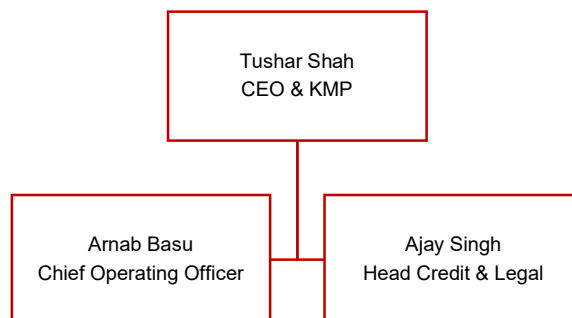 Tushar Shah
CEO & KMP
Arnab Basu
Chief Operating Officer
Ajay Singh
Head Credit & Legal